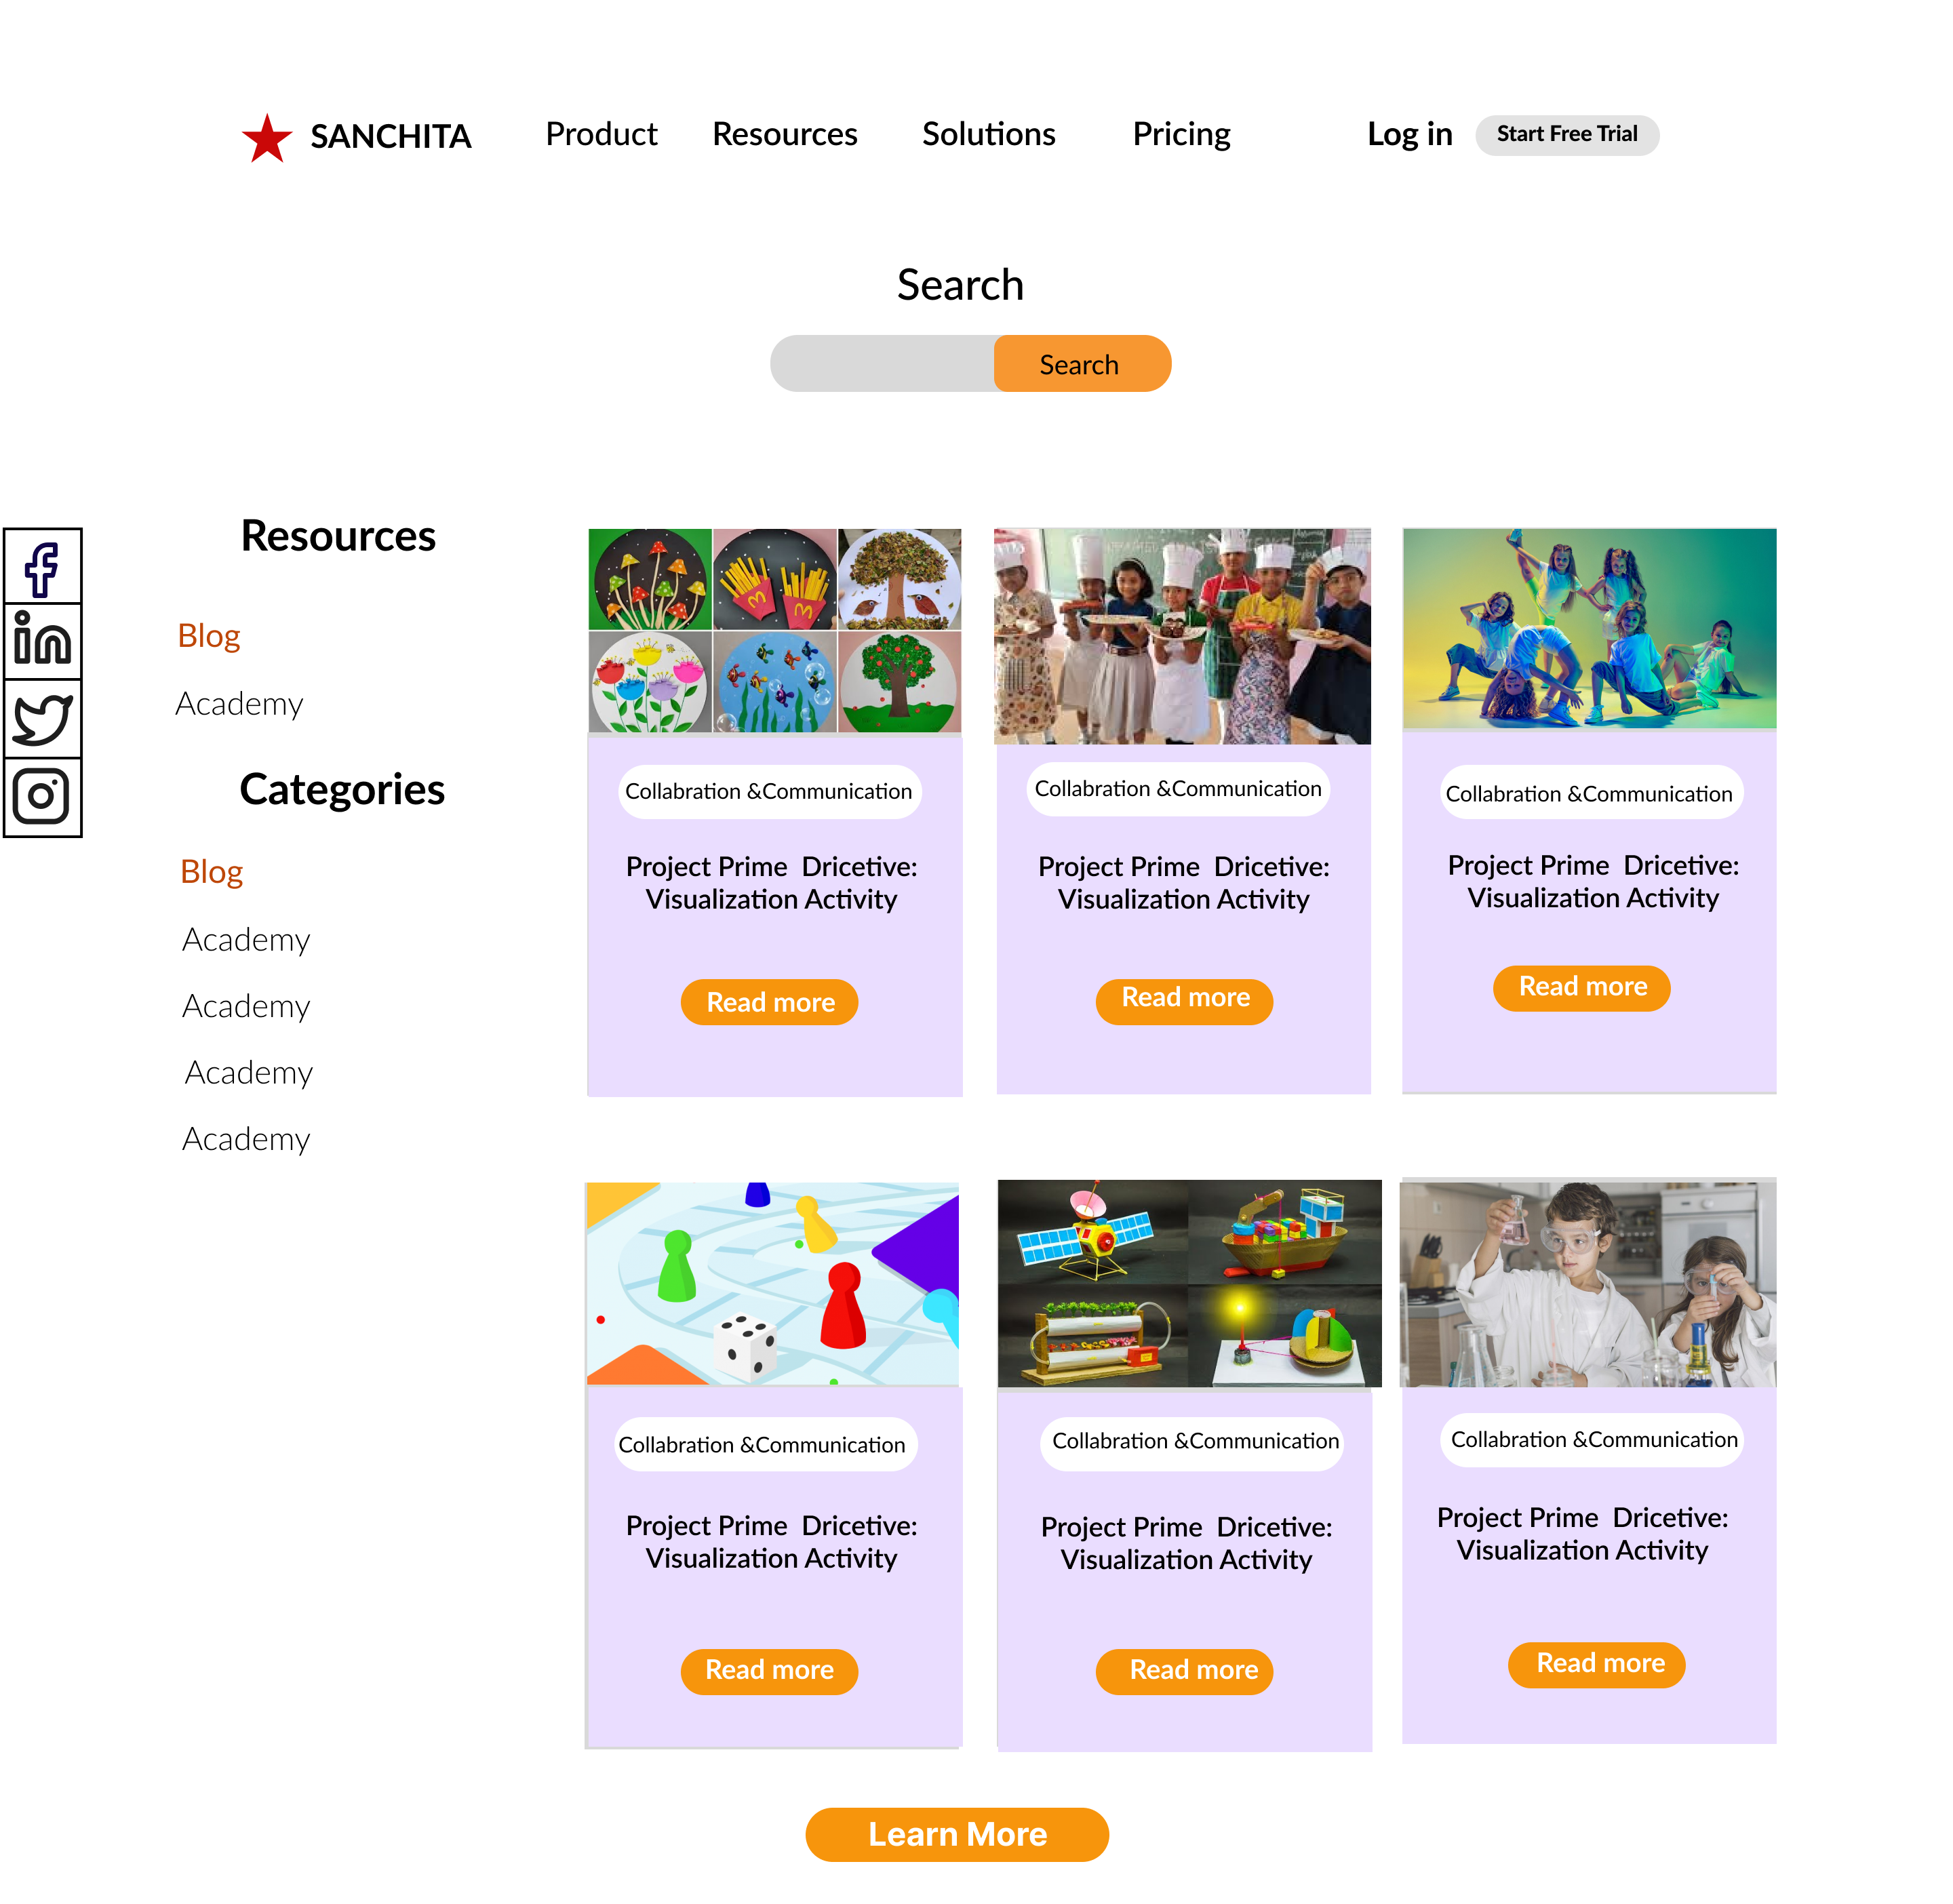 SANCHITA
Product
Resources
Solutions
Pricing
Log in
Start Free Trial
Search
Search
Resources
Blog
Academy
Categories
Blog
Academy
Academy
Academy
Academy
Collabration &Communication
Project Prime Dricetive:
Visualization Activity
Read more
Collabration &Communication
Project Prime Dricetive:
Visualization Activity
Read more
Collabration &Communication
Project Prime Dricetive:
Visualization Activity
Read more
Collabration &Communication
Project Prime Dricetive:
Visualization Activity
Read more
Collabration &Communication
Project Prime Dricetive:
Visualization Activity
Read more
Collabration &Communication
Project Prime Dricetive:
Visualization Activity
Read more
Learn More